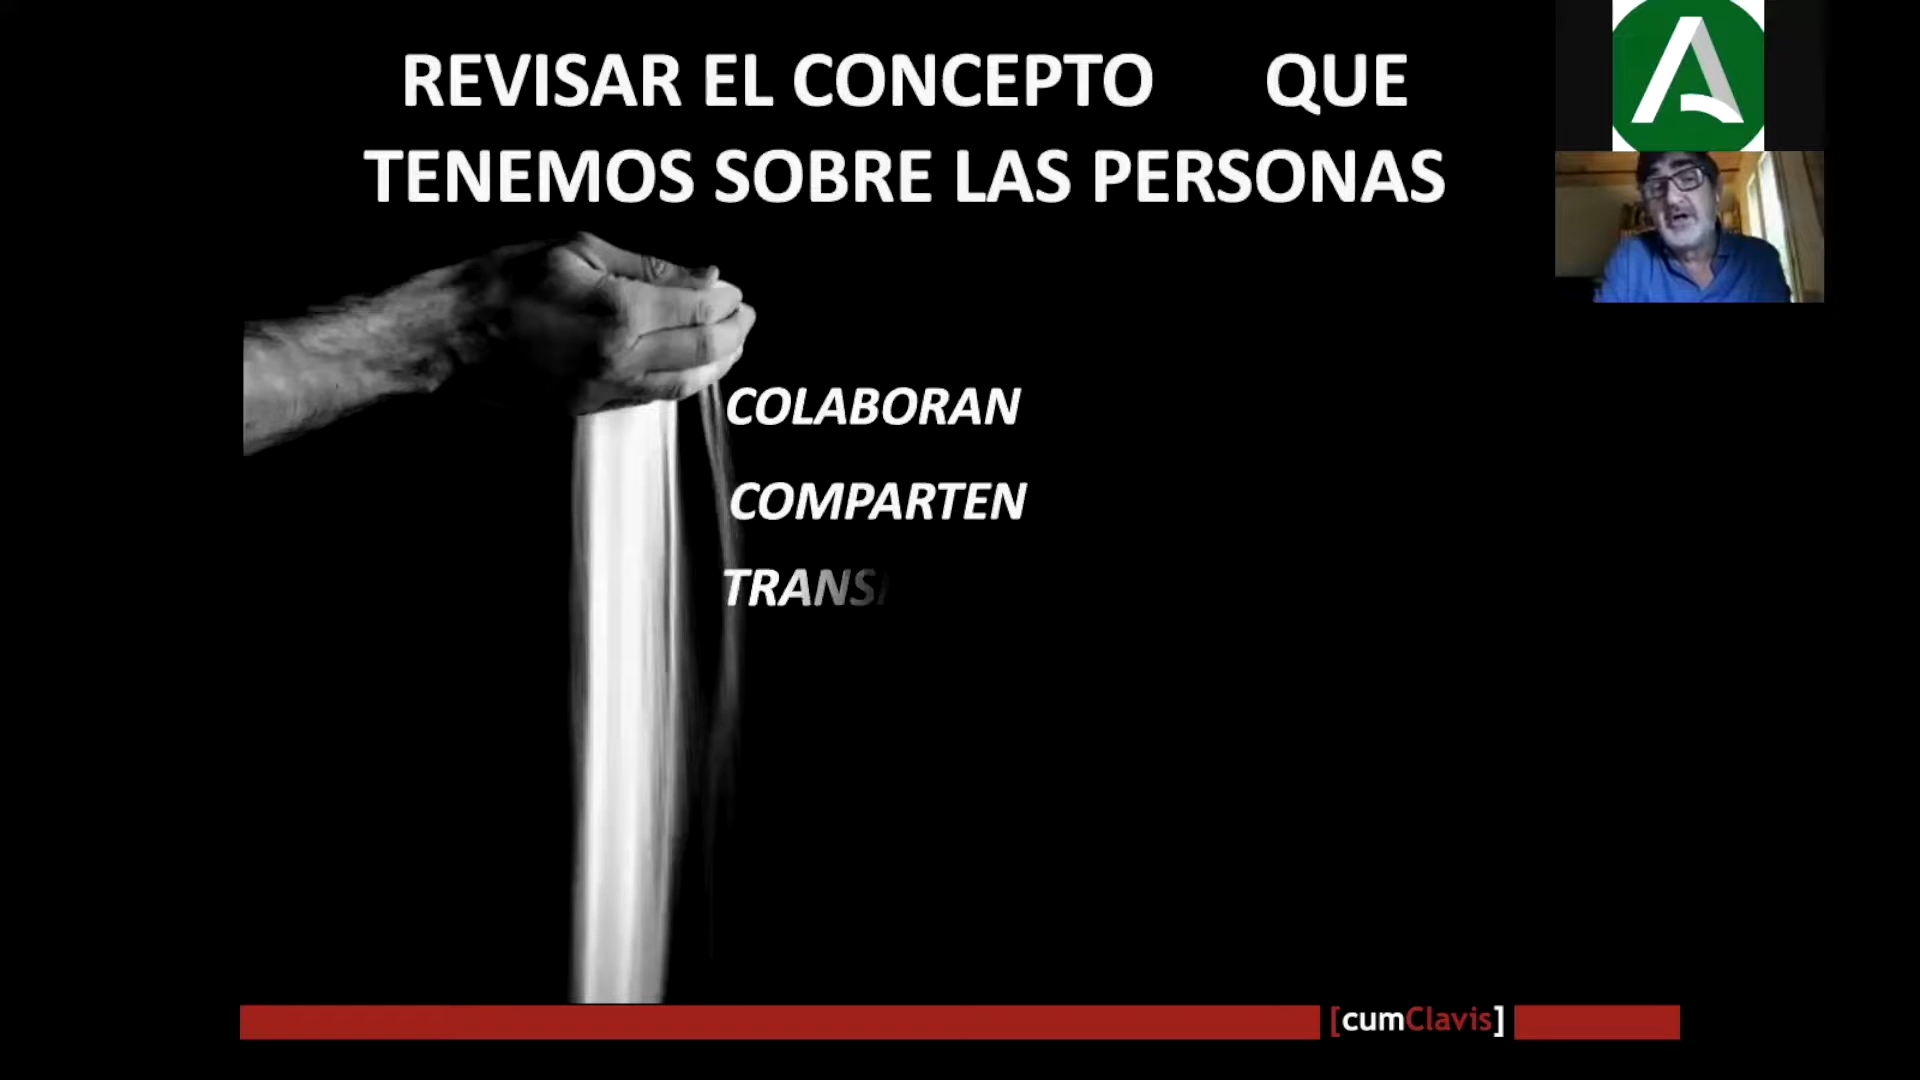 REVISAR EL CONCEPTO QUE
TENEMOS SOBRE LAS PERSONAS
COLABORAN
COMPARTEN
[cumClavis]